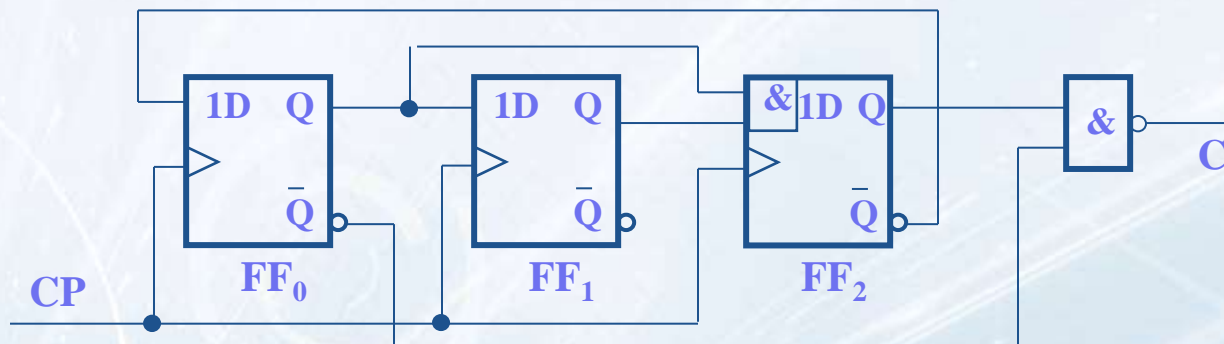 1D Q 1D Q & 1D Q &
C
Q̄ Q̄ Q̄
FF₀ FF₁ FF₂
CP